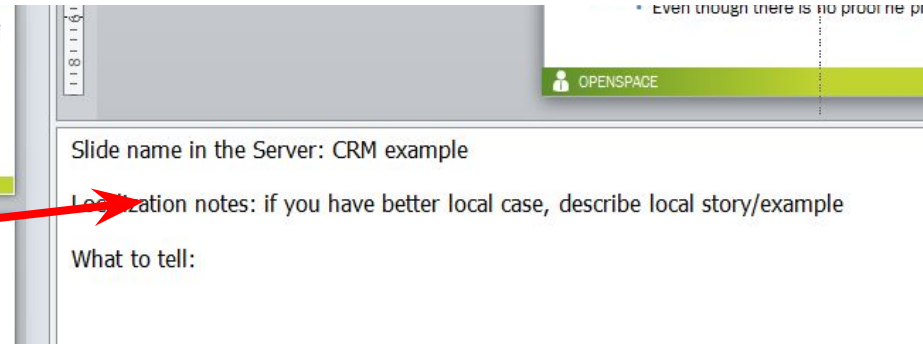 Even though there is no proof he
OPENSPACE
Slide name in the Server: CRM example
Localization notes: if you have better local case, describe local story/example
What to tell: